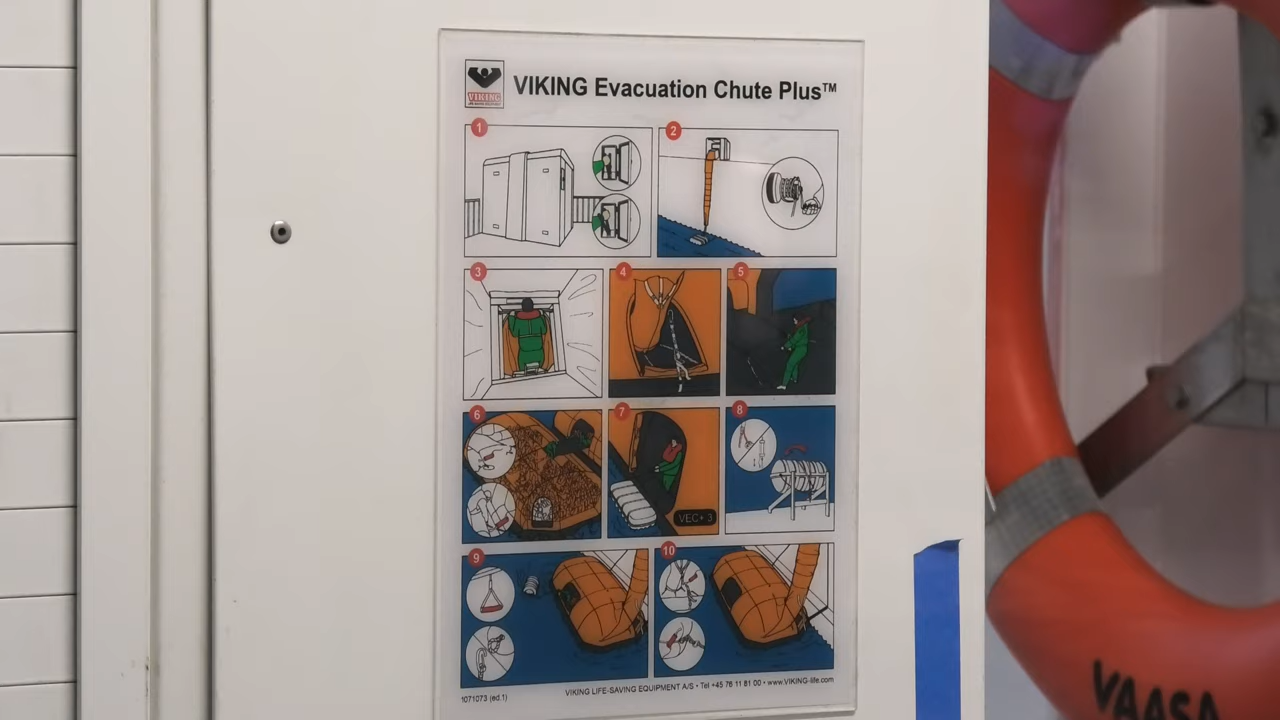 VIKING
VIKING Evacuation Chute Plus™
1
2
3
4
5
6
7
8
VEC+ 3
9
10
1071073 (ed.1)
VIKING LIFE-SAVING EQUIPMENT A/S • Tel +45 76 11 81 00 • www.VIKING-life.com
VAASA